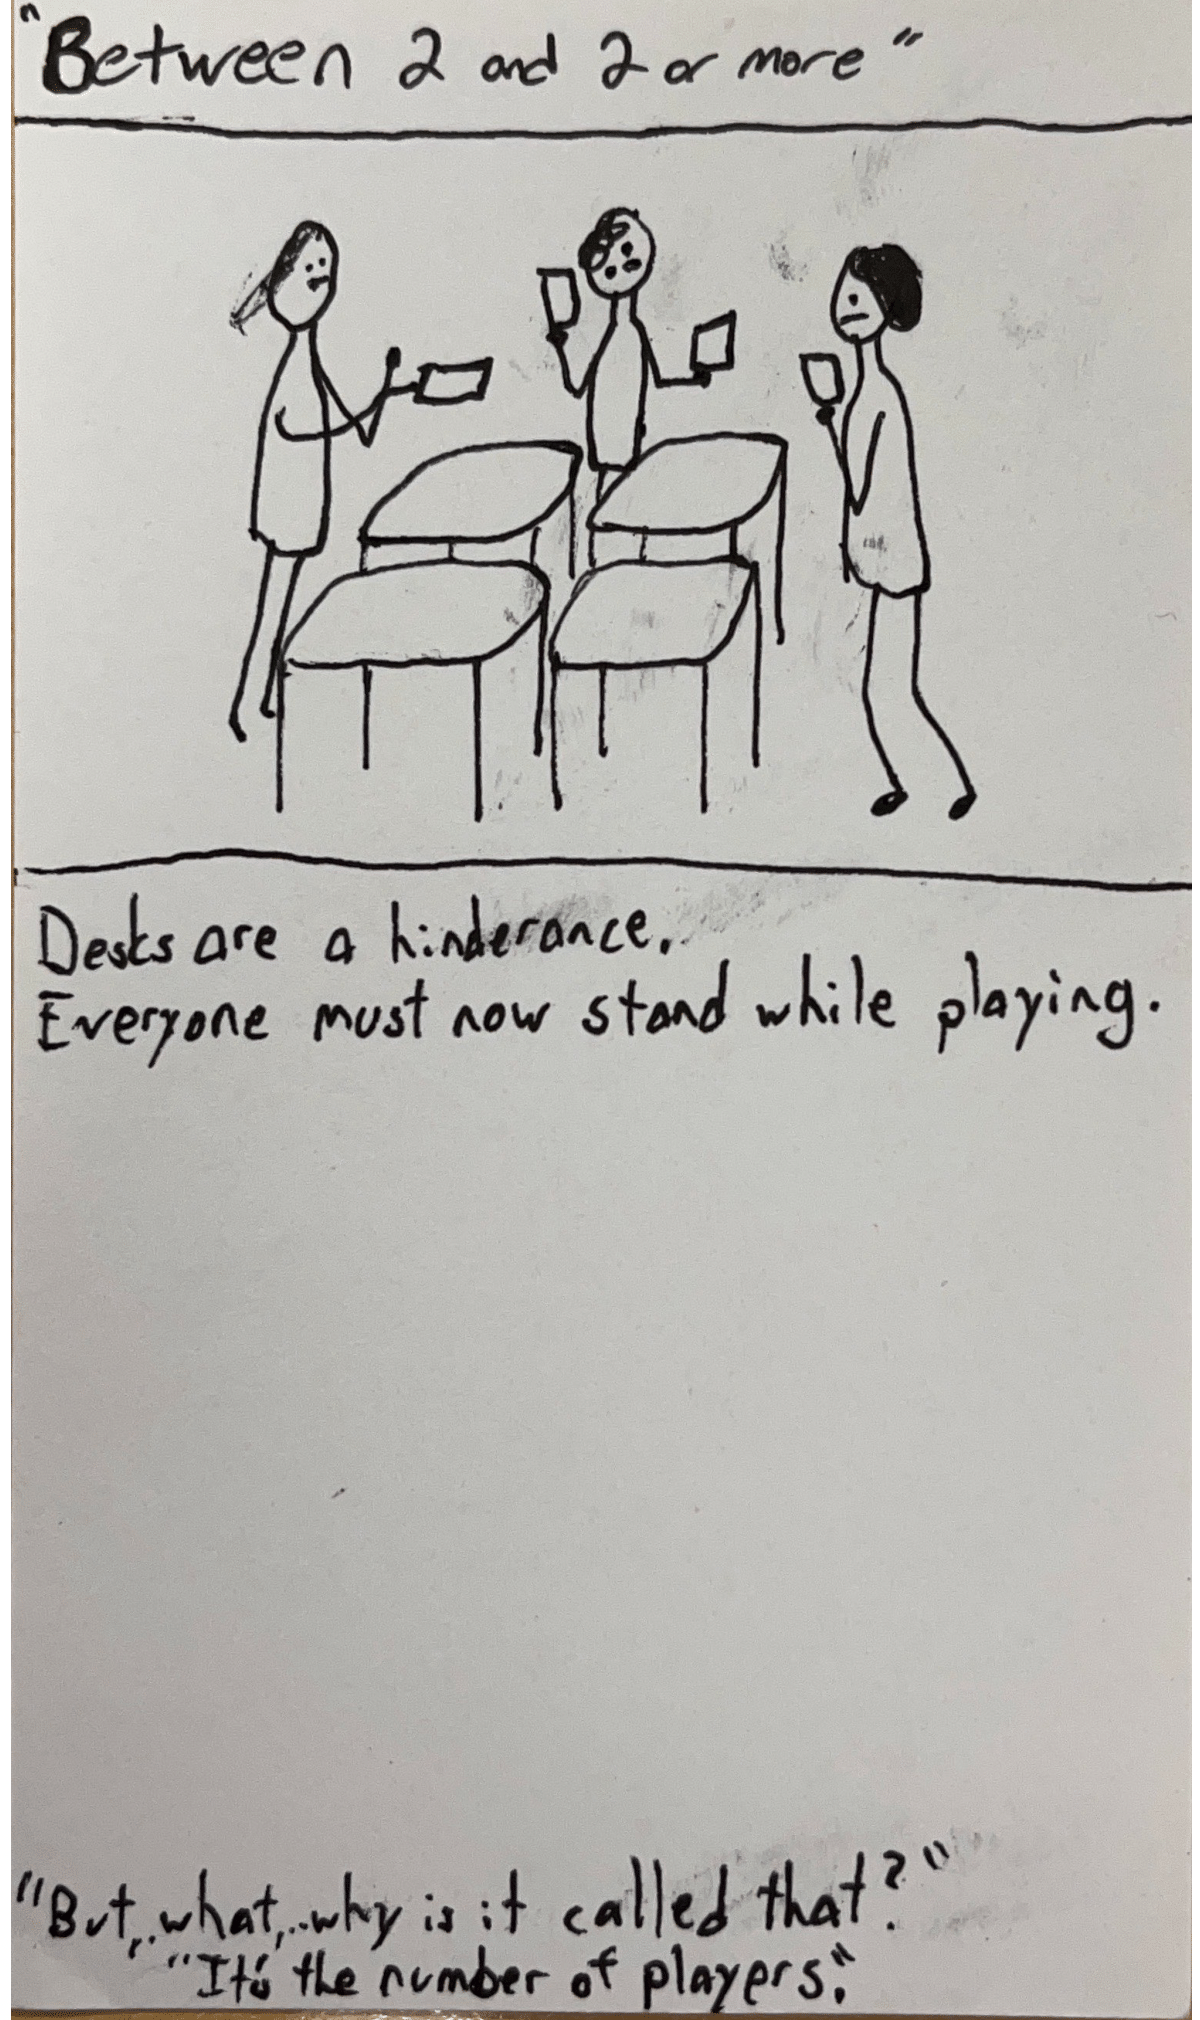 "Between 2 and 2 or more"
Desks are a hinderance.
Everyone must now stand while playing.
"But,..what,..why is it called that?"
"It's the number of players."